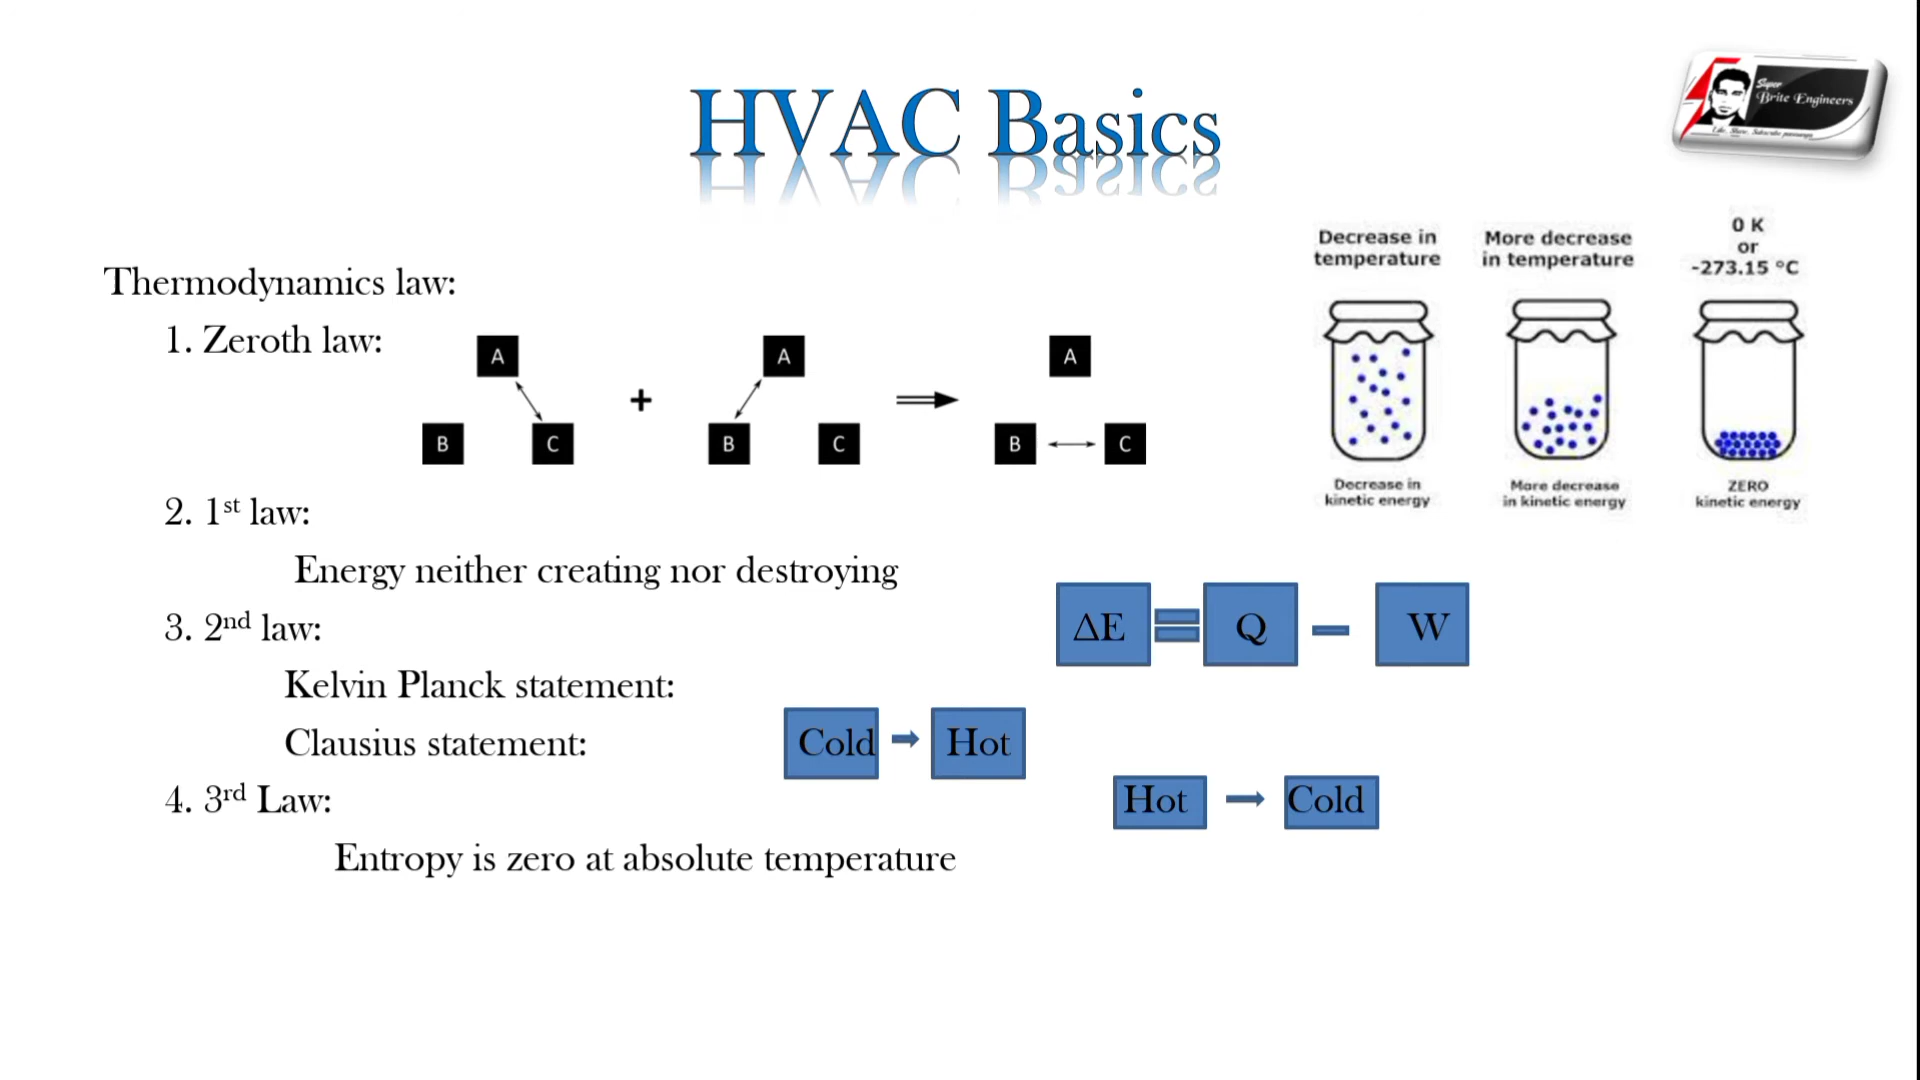 HVAC Basics
Super
Brite Engineers
Like, Share, Subscribe
Thermodynamics law:
1. Zeroth law:
A
B C
+
A
B C
A
B C
Decrease in
temperature
More decrease
in temperature
0 K
or
-273.15 °C
Decrease in
kinetic energy
More decrease
in kinetic energy
ZERO
kinetic energy
2. 1st law:
Energy neither creating nor destroying
ΔE = Q - W
3. 2nd law:
Kelvin Planck statement:
Clausius statement:
Cold → Hot
Hot → Cold
4. 3rd Law:
Entropy is zero at absolute temperature